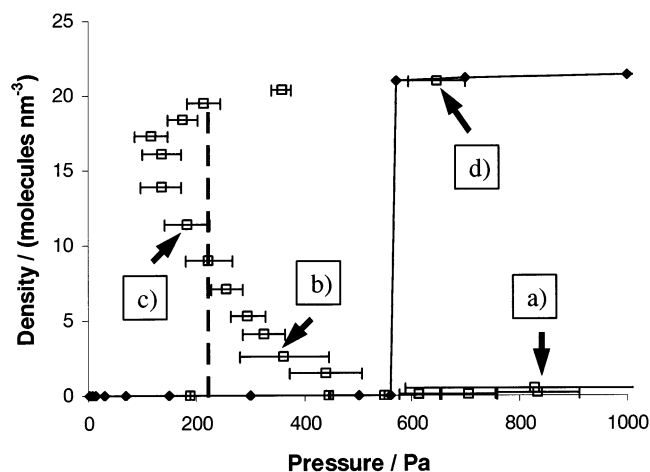 25
20
15
10
5
0
Density / (molecules nm⁻³)
d)
c)
b)
a)
0
200
400
600
800
1000
Pressure / Pa